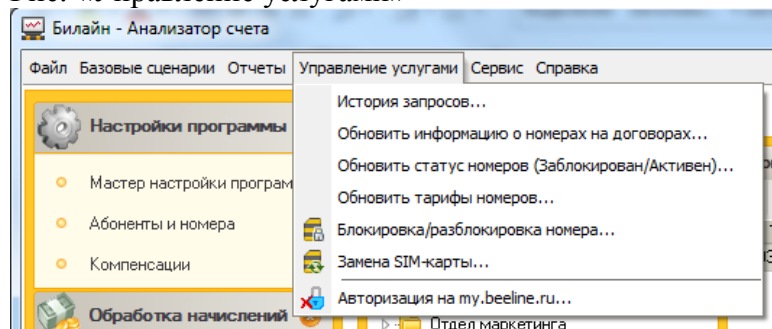 Рис. «Управление услугами»
Билайн - Анализатор счета
Файл Базовые сценарии Отчеты Управление услугами Сервис Справка
История запросов...
Настройки программы
Обновить информацию о номерах на договорах...
Обновить статус номеров (Заблокирован/Активен)...
Мастер настройки програм
Обновить тарифы номеров...
Абоненты и номера
Блокировка/разблокировка номера...
Компенсации
Замена SIM-карты...
Авторизация на my.beeline.ru...
Обработка начислений
Отдел маркетинга